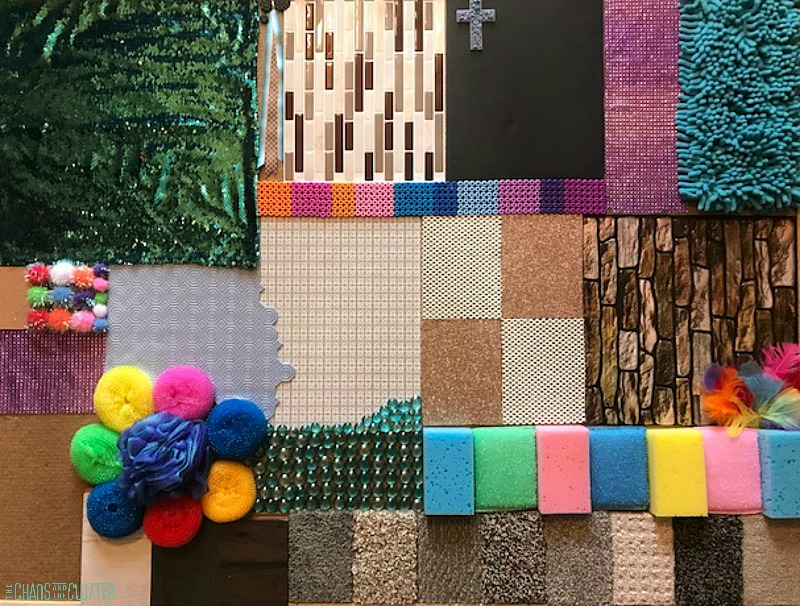 THE CHAOS AND THE CLUTTER